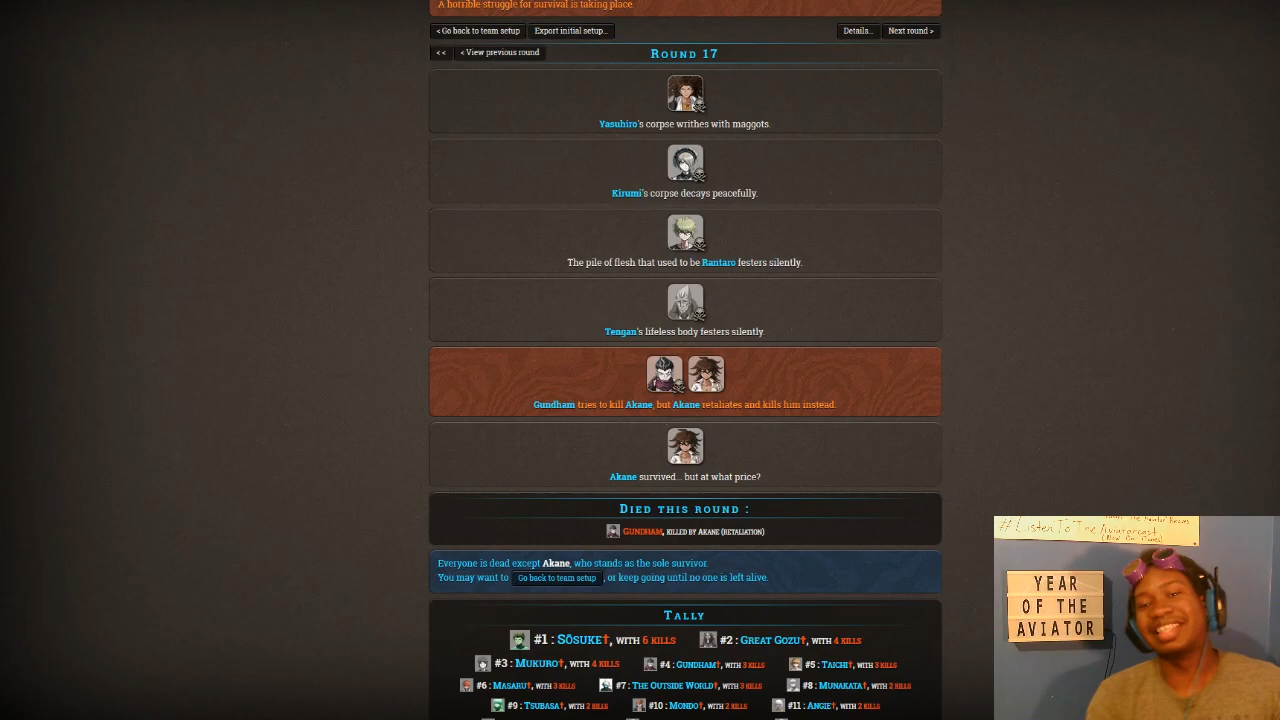 A horrible struggle for survival is taking place.
< Go back to team setup Export initial setup... Details... Next round >
<< < View previous round Round 17
Yasuhiro's corpse writhes with maggots.
Kirumi's corpse decays peacefully.
The pile of flesh that used to be Rantaro festers silently.
Tengan's lifeless body festers silently.
Gundham tries to kill Akane, but Akane retaliates and kills him instead.
Akane survived... but at what price?
Died this round :
Gundham, killed by Akane (retaliation)
Everyone is dead except Akane, who stands as the sole survivor.
You may want to Go back to team setup, or keep going until no one is left alive.
Tally
#1 : Sōsuke†, with 6 kills #2 : Great Gozu†, with 4 kills
#3 : Mukuro†, with 4 kills #4 : Gundham†, with 3 kills #5 : Taichi†, with 3 kills
#6 : Masaru†, with 3 kills #7 : The Outside World†, with 3 kills #8 : Munakata†, with 2 kills
#9 : Tsubasa†, with 2 kills #10 : Mondo†, with 2 kills #11 : Angie†, with 2 kills
#ListenToTheAviatorcast
(Now On iTunes)
YEAR
OF THE
AVIATOR